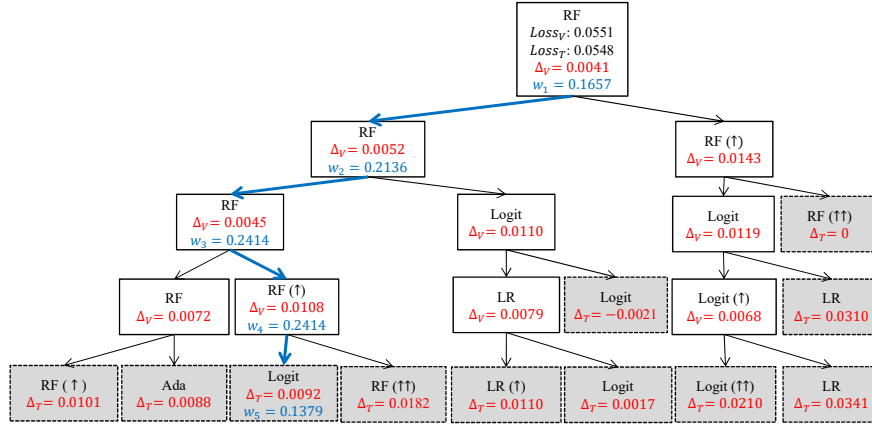 RF
Loss_V: 0.0551
Loss_T: 0.0548
Δ_V= 0.0041
w_1 = 0.1657
RF
Δ_V= 0.0052
w_2 = 0.2136
RF (↑)
Δ_V= 0.0143
RF
Δ_V= 0.0045
w_3 = 0.2414
Logit
Δ_V= 0.0110
Logit
Δ_V= 0.0119
RF (↑↑)
Δ_T= 0
RF
Δ_V= 0.0072
RF (↑)
Δ_V= 0.0108
w_4 = 0.2414
LR
Δ_V= 0.0079
Logit
Δ_T= −0.0021
Logit (↑)
Δ_V= 0.0068
LR
Δ_T= 0.0310
RF ( ↑ )
Δ_T= 0.0101
Ada
Δ_T= 0.0088
Logit
Δ_T= 0.0092
w_5 = 0.1379
RF (↑↑)
Δ_T= 0.0182
LR (↑)
Δ_T= 0.0110
Logit
Δ_T= 0.0017
Logit (↑↑)
Δ_T= 0.0210
LR
Δ_T= 0.0341